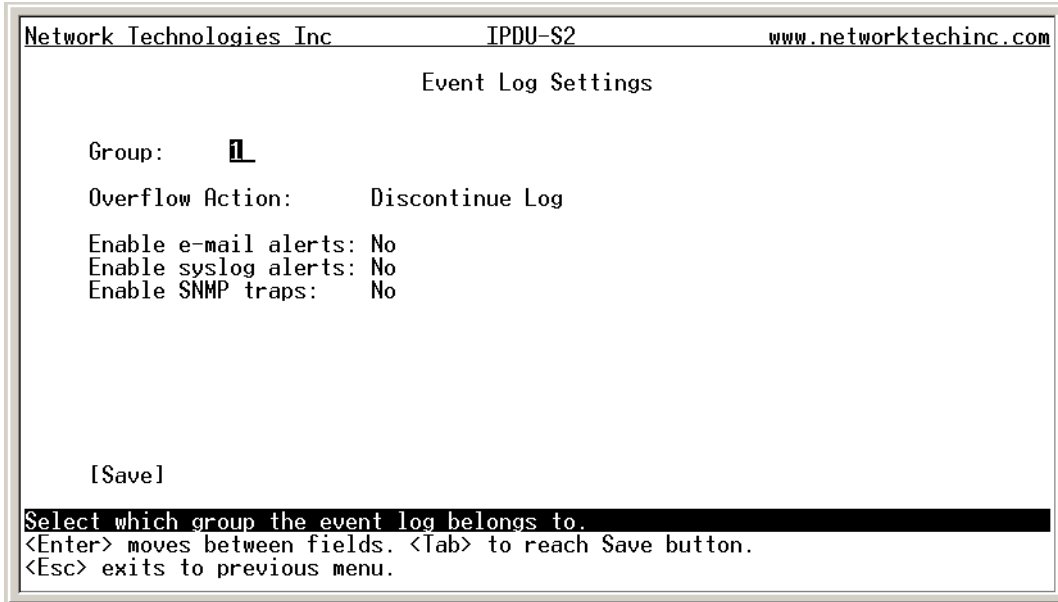 Network Technologies Inc IPDU-S2 www.networktechinc.com
Event Log Settings
Group: 1
Overflow Action: Discontinue Log
Enable e-mail alerts: No
Enable syslog alerts: No
Enable SNMP traps: No
[Save]
Select which group the event log belongs to.
<Enter> moves between fields. <Tab> to reach Save button.
<Esc> exits to previous menu.